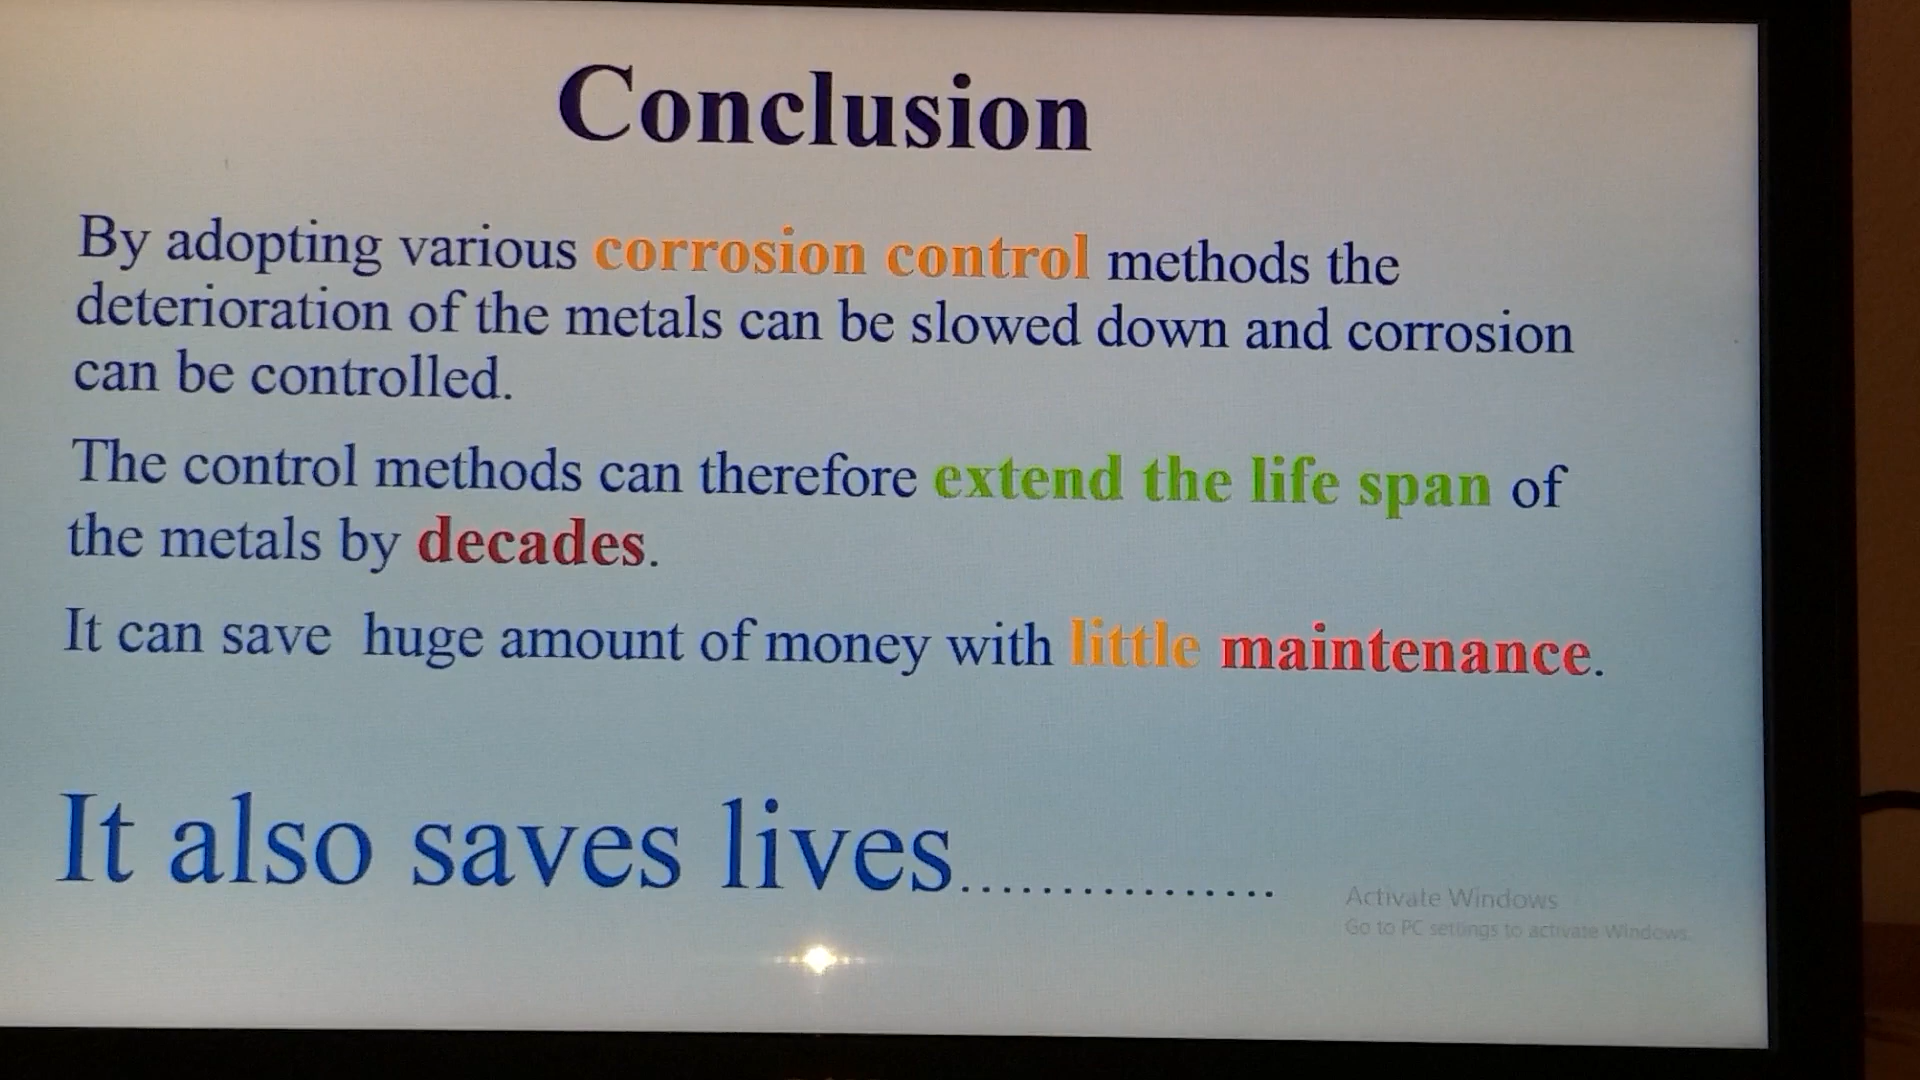 Conclusion
By adopting various corrosion control methods the
deterioration of the metals can be slowed down and corrosion
can be controlled.
The control methods can therefore extend the life span of
the metals by decades.
It can save huge amount of money with little maintenance.
It also saves lives................
Activate Windows
Go to PC settings to activate Windows.